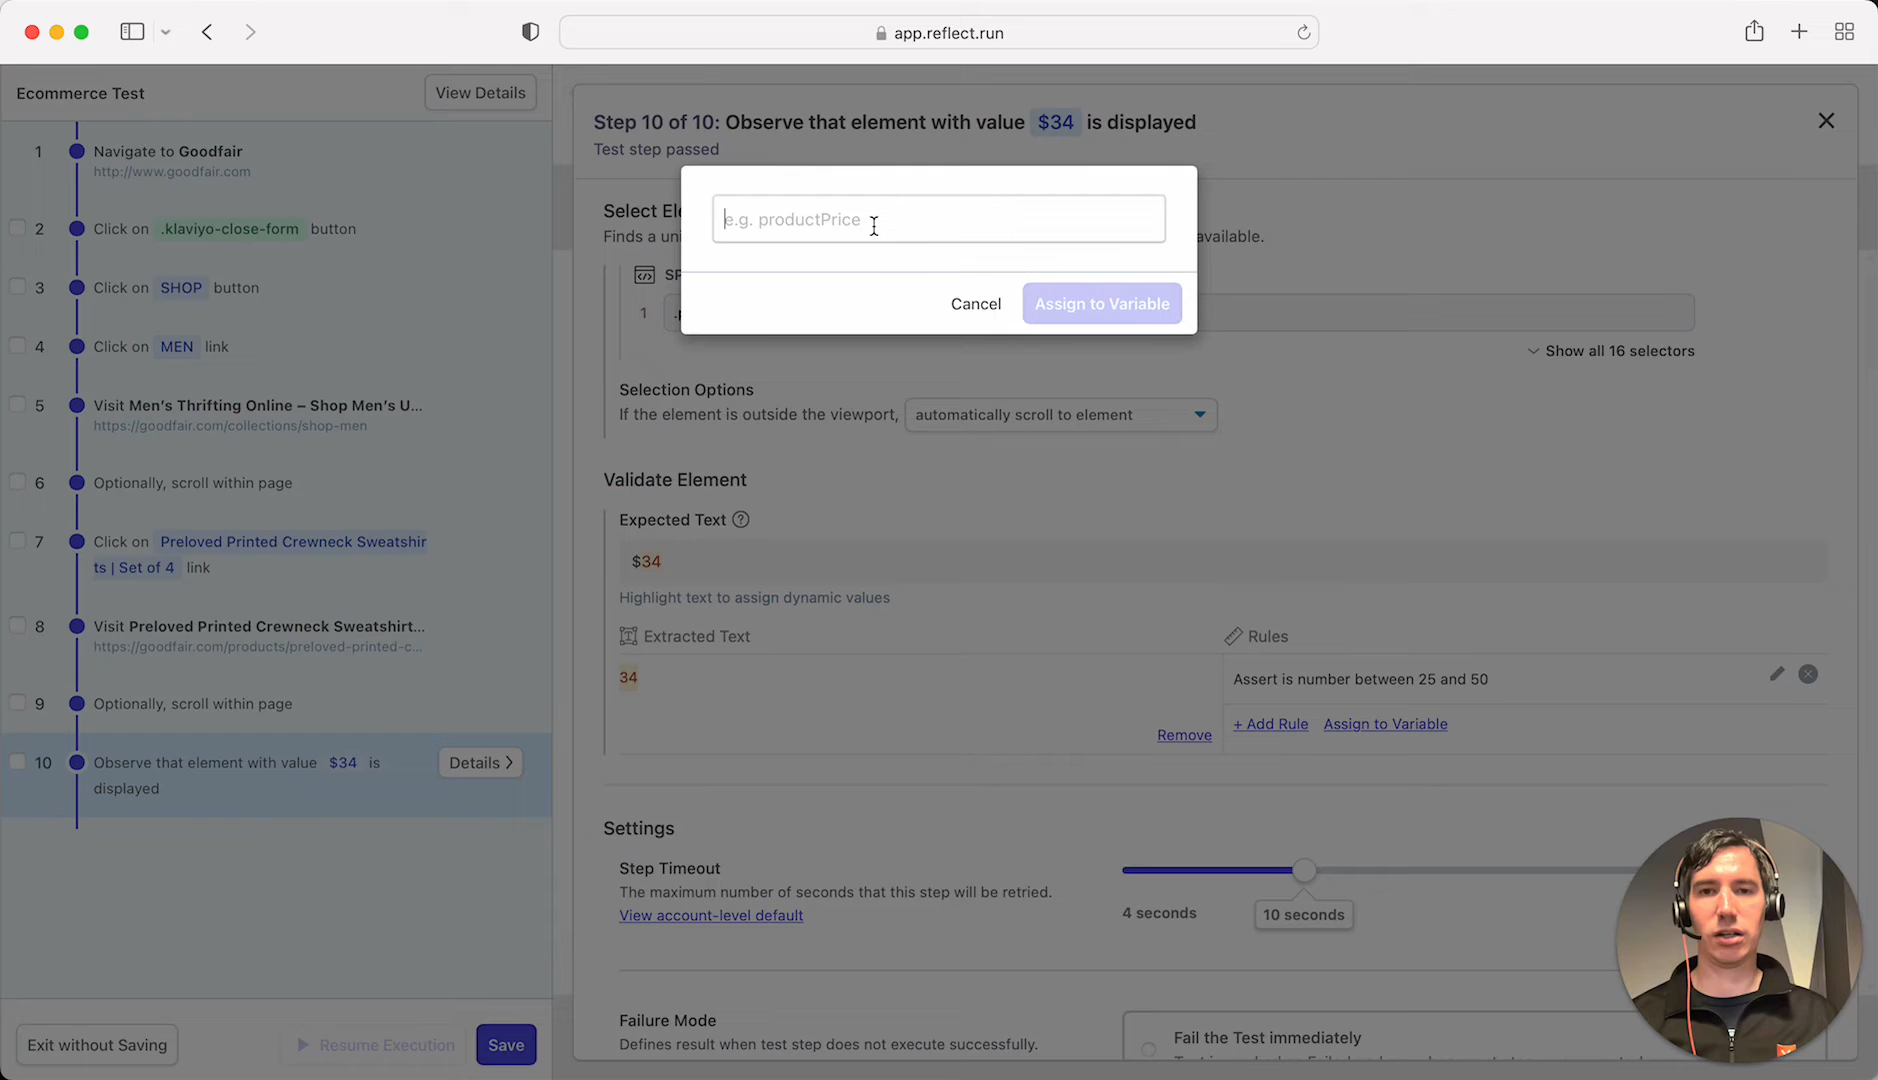 app.reflect.run
Ecommerce Test
View Details
1 Navigate to Goodfair
http://www.goodfair.com
2 Click on .klaviyo-close-form button
3 Click on SHOP button
4 Click on MEN link
5 Visit Men's Thrifting Online – Shop Men's U...
https://goodfair.com/collections/shop-men
6 Optionally, scroll within page
7 Click on Preloved Printed Crewneck Sweatshir
ts | Set of 4 link
8 Visit Preloved Printed Crewneck Sweatshirt...
https://goodfair.com/products/preloved-printed-c...
9 Optionally, scroll within page
10 Observe that element with value $34 is
displayed
Details
Exit without Saving
Resume Execution
Save
Step 10 of 10: Observe that element with value $34 is displayed
Test step passed
e.g. productPrice
Cancel
Assign to Variable
Select El
Finds a uni
available.
1
Show all 16 selectors
Selection Options
If the element is outside the viewport, automatically scroll to element
Validate Element
Expected Text
$34
Highlight text to assign dynamic values
Extracted Text
Rules
34
Assert is number between 25 and 50
Remove
+ Add Rule Assign to Variable
Settings
Step Timeout
The maximum number of seconds that this step will be retried.
View account-level default
4 seconds
10 seconds
Failure Mode
Defines result when test step does not execute successfully.
Fail the Test immediately